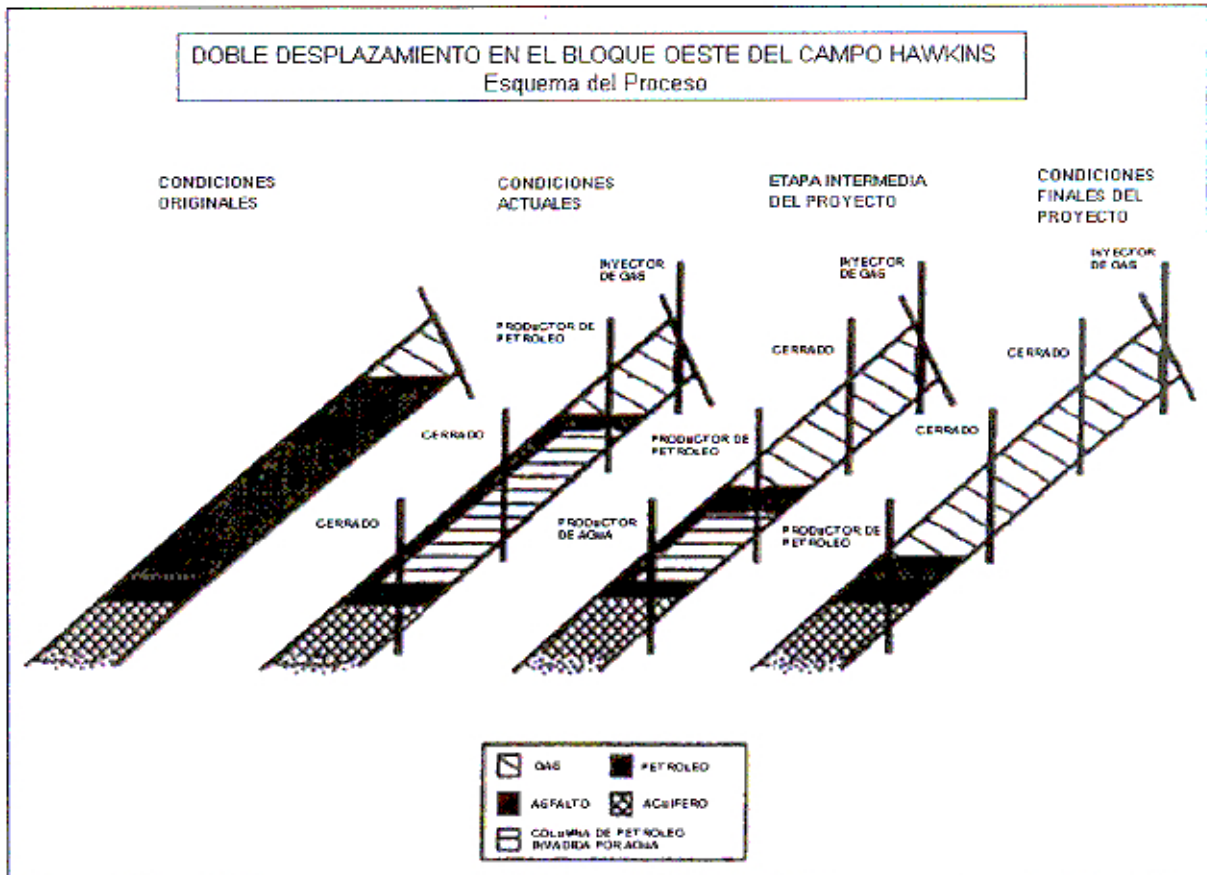 DOBLE DESPLAZAMIENTO EN EL BLOQUE OESTE DEL CAMPO HAWKINS
Esquema del Proceso
CONDICIONES
ORIGINALES
CONDICIONES
ACTUALES
ETAPA INTERMEDIA
DEL PROYECTO
CONDICIONES
FINALES DEL
PROYECTO
INYECTOR
DE GAS
PRODUCTOR DE
PETROLEO
CERRADO
CERRADO
INYECTOR
DE GAS
CERRADO
PRODUCTOR DE
PETROLEO
PRODUCTOR
DE AGUA
INYECTOR
DE GAS
CERRADO
CERRADO
PRODUCTOR DE
PETROLEO
GAS
PETROLEO
ASFALTO
ACUIFERO
COLUMNA DE PETROLEO
INVADIDA POR AGUA